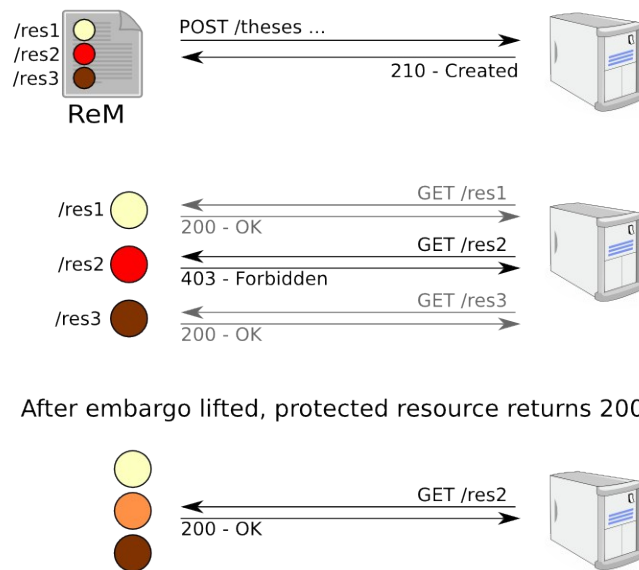 /res1
/res2
/res3
ReM
POST /theses ...
210 - Created
/res1
GET /res1
200 - OK
/res2
GET /res2
403 - Forbidden
/res3
GET /res3
200 - OK
After embargo lifted, protected resource returns 200
GET /res2
200 - OK